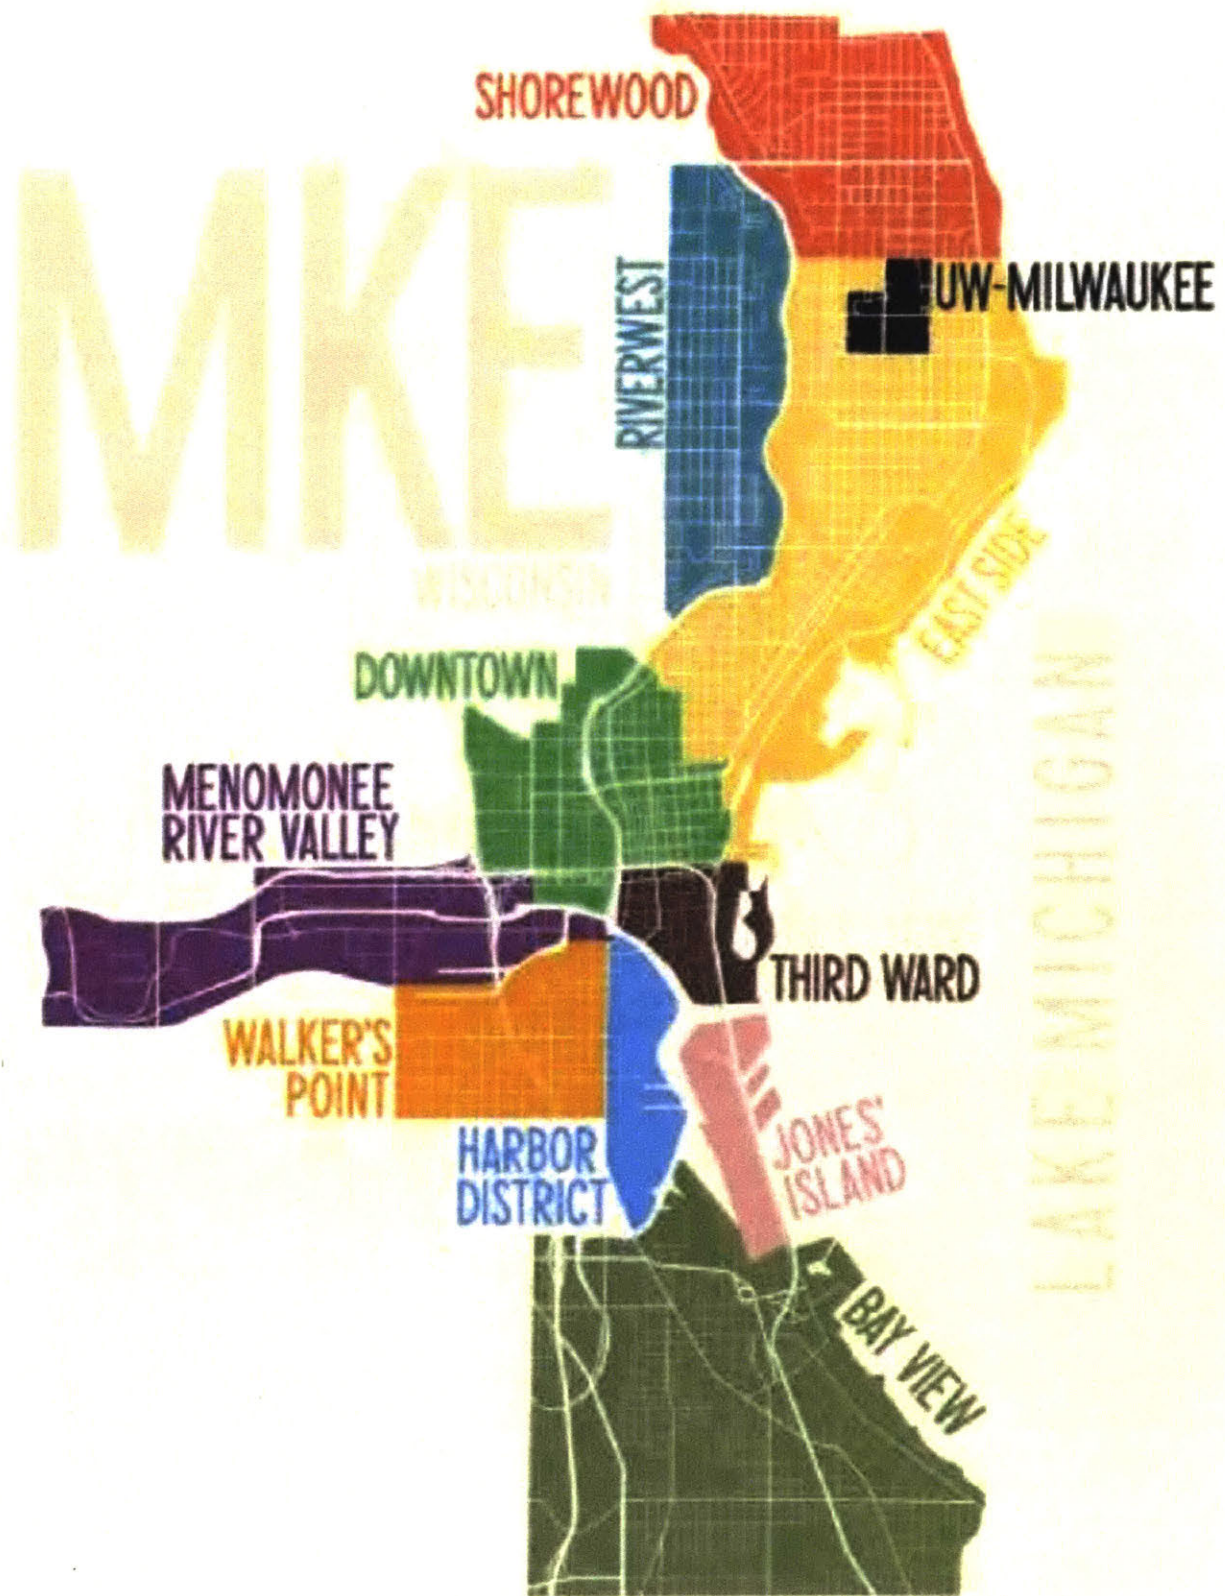 SHOREWOOD
MKE
UW-MILWAUKEE
RIVERWEST
WISCONSIN
EAST SIDE
DOWNTOWN
LAKE MICHIGAN
MENOMONEE
RIVER VALLEY
THIRD WARD
WALKER'S
POINT
JONES'
ISLAND
HARBOR
DISTRICT
BAY VIEW